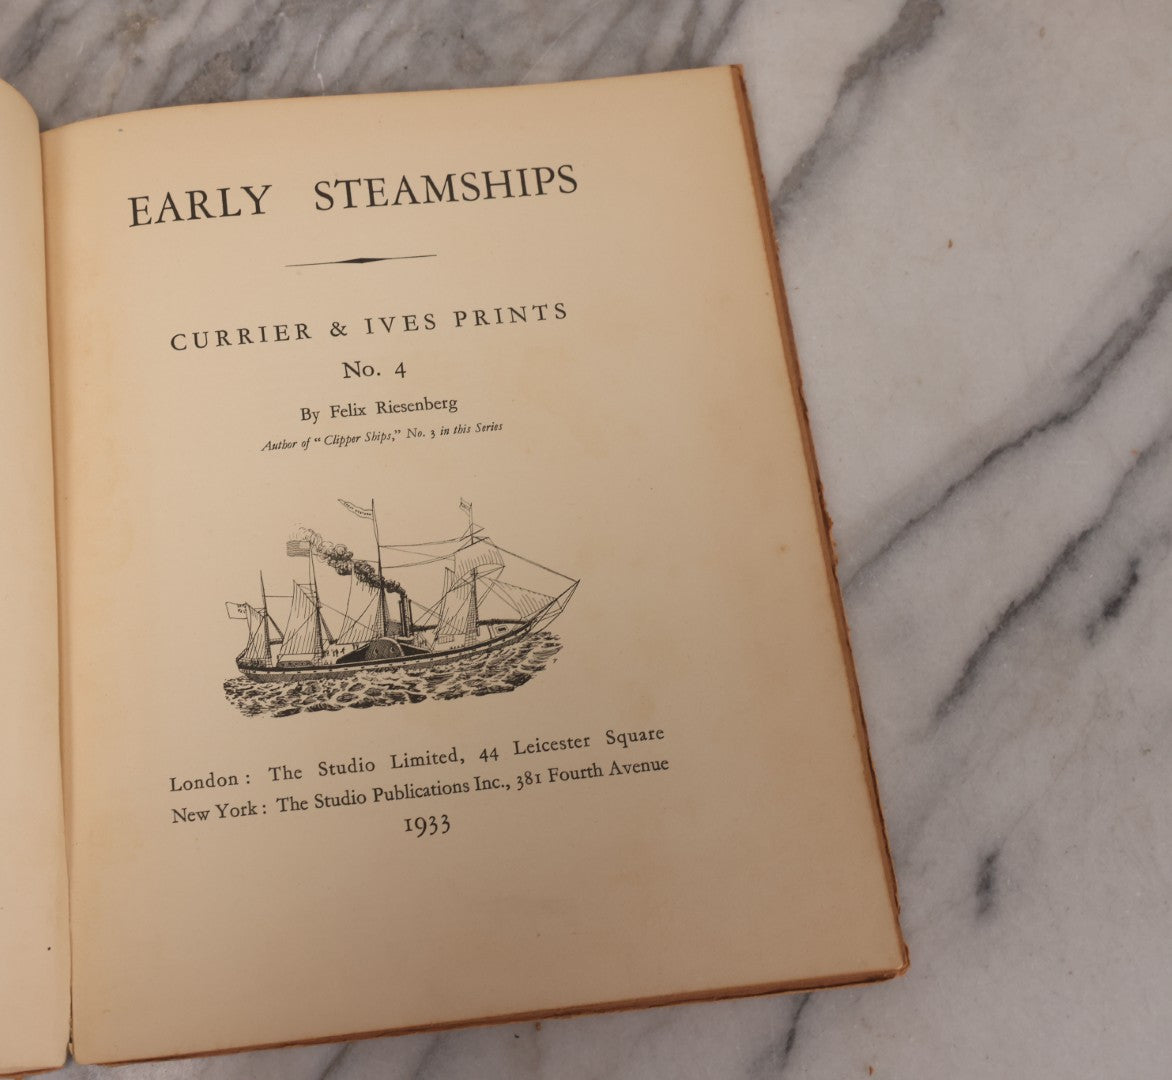 EARLY STEAMSHIPS
CURRIER & IVES PRINTS
No. 4
By Felix Riesenberg
Author of "Clipper Ships," No. 3 in this Series
London: The Studio Limited, 44 Leicester Square
New York: The Studio Publications Inc., 381 Fourth Avenue
1933